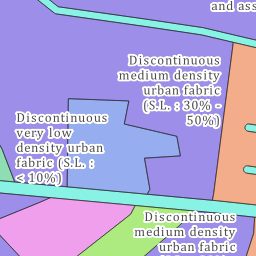 and ass
Discontinuous
medium density
urban fabric
(S.L. : 30% -
50%)
Discontinuous
very low
density urban
fabric (S.L. :
< 10%)
Discontinuous
medium density
urban fabric